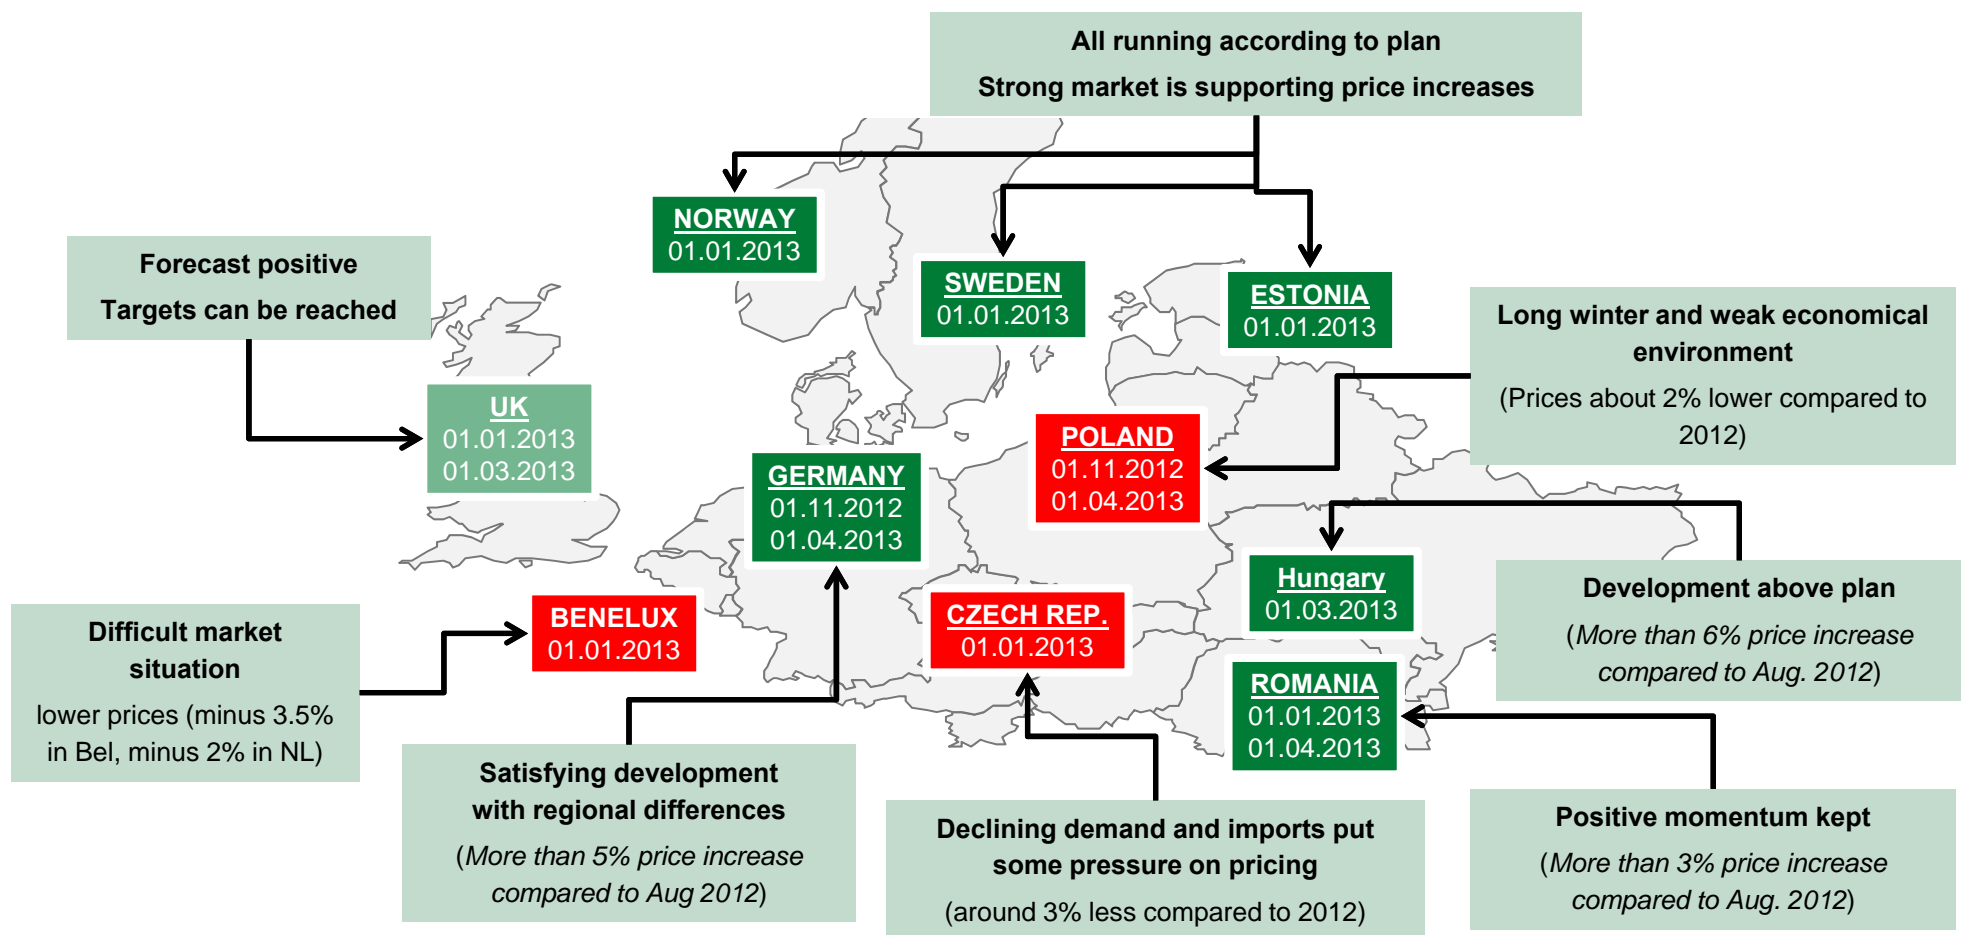 All running according to plan
Strong market is supporting price increases
NORWAY
01.01.2013
SWEDEN
01.01.2013
ESTONIA
01.01.2013
Forecast positive
Targets can be reached
UK
01.01.2013
01.03.2013
Long winter and weak economical
environment
(Prices about 2% lower compared to
2012)
POLAND
01.11.2012
01.04.2013
GERMANY
01.11.2012
01.04.2013
Hungary
01.03.2013
Development above plan
(More than 6% price increase
compared to Aug. 2012)
BENELUX
01.01.2013
CZECH REP.
01.01.2013
Difficult market
situation
lower prices (minus 3.5%
in Bel, minus 2% in NL)
ROMANIA
01.01.2013
01.04.2013
Satisfying development
with regional differences
(More than 5% price increase
compared to Aug 2012)
Declining demand and imports put
some pressure on pricing
(around 3% less compared to 2012)
Positive momentum kept
(More than 3% price increase
compared to Aug. 2012)